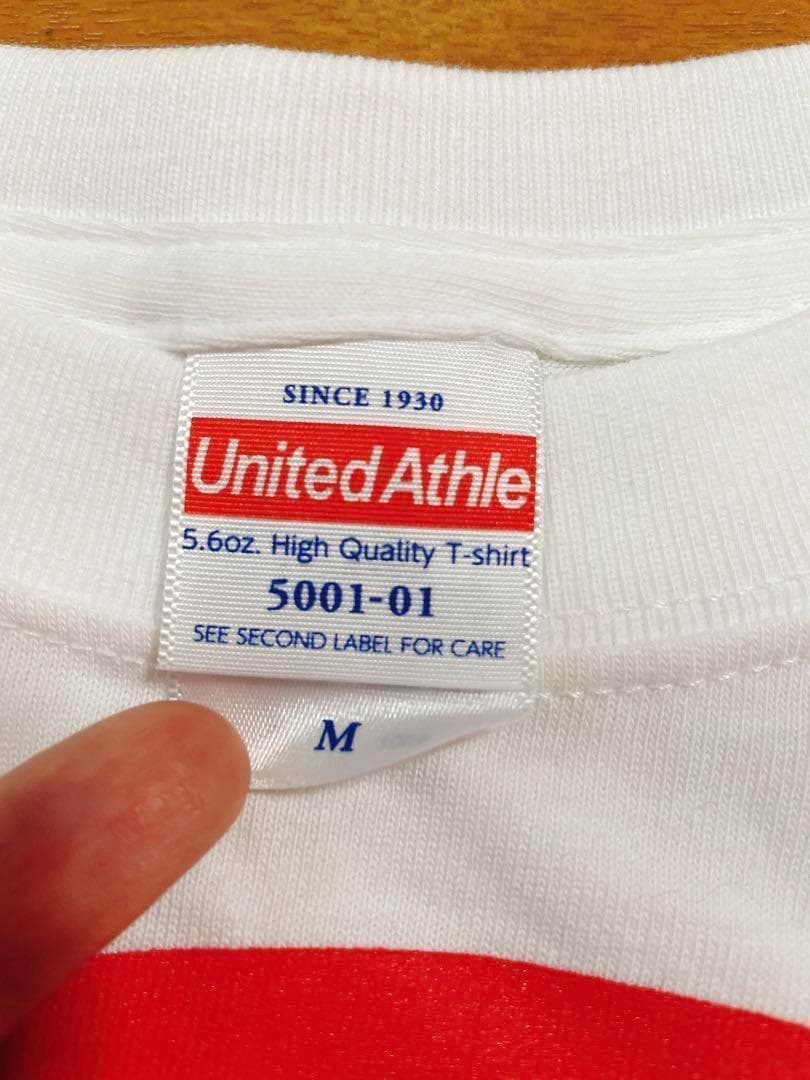 SINCE 1930
United Athle
5.6oz. High Quality T-shirt
5001-01
SEE SECOND LABEL FOR CARE
M